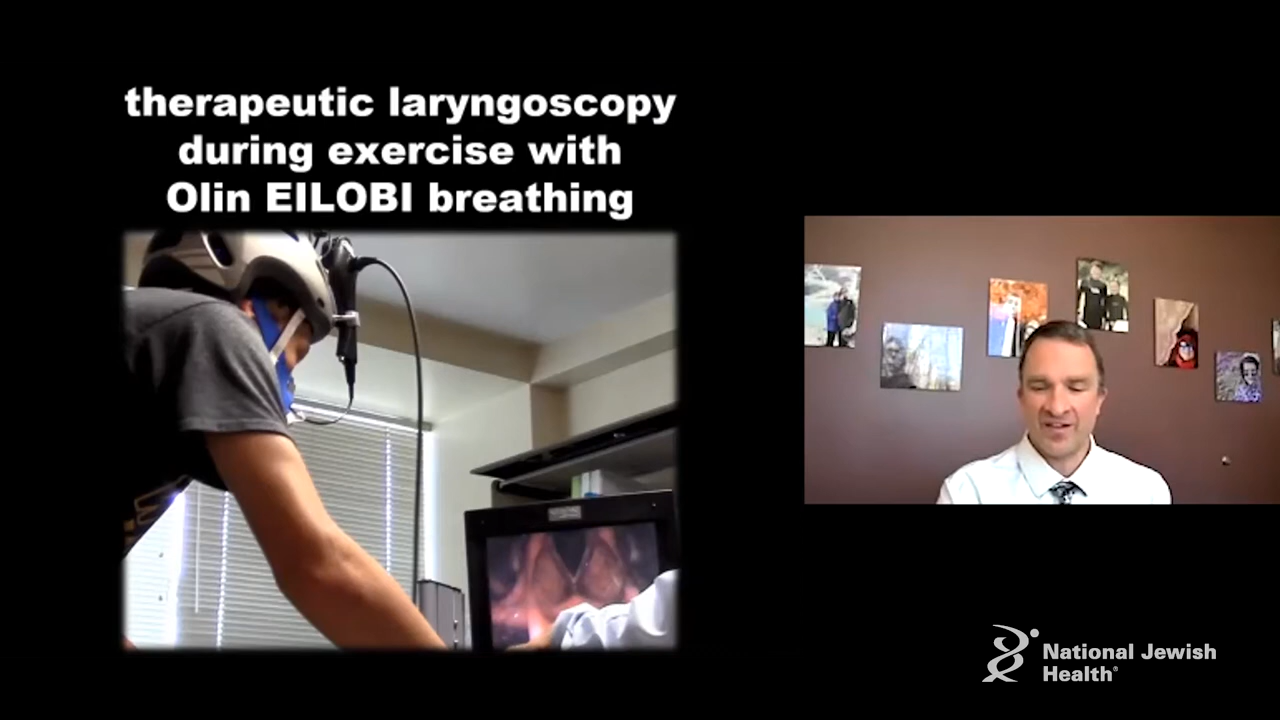 therapeutic laryngoscopy
during exercise with
Olin EILOBI breathing
National Jewish
Health®